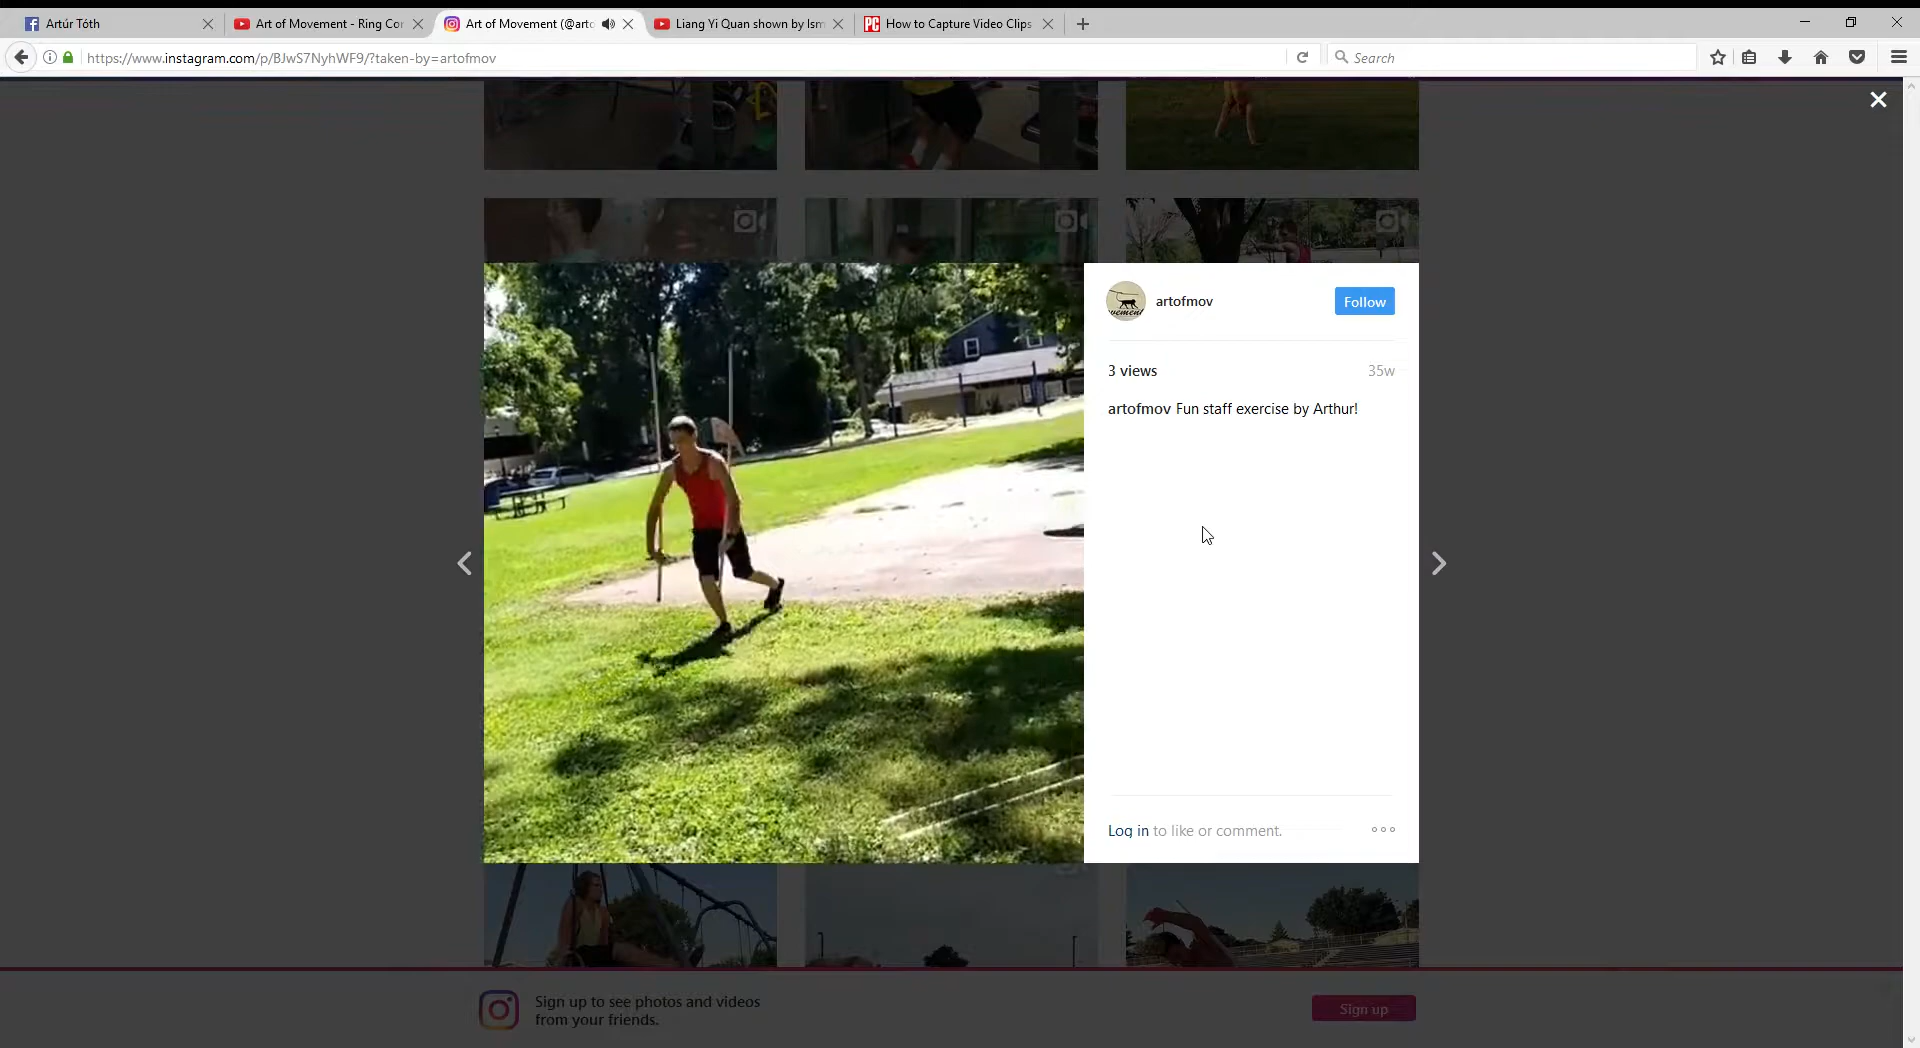 Artúr Tóth
Art of Movement - Ring Cor
Art of Movement (@arto
Liang Yi Quan shown by Ism
PC
How to Capture Video Clips
https://www.instagram.com/p/BJwS7NyhWF9/?taken-by=artofmov
Search
artofmov
Follow
3 views
35w
artofmov Fun staff exercise by Arthur!
Log in to like or comment.
Sign up to see photos and videos
from your friends.
Sign up